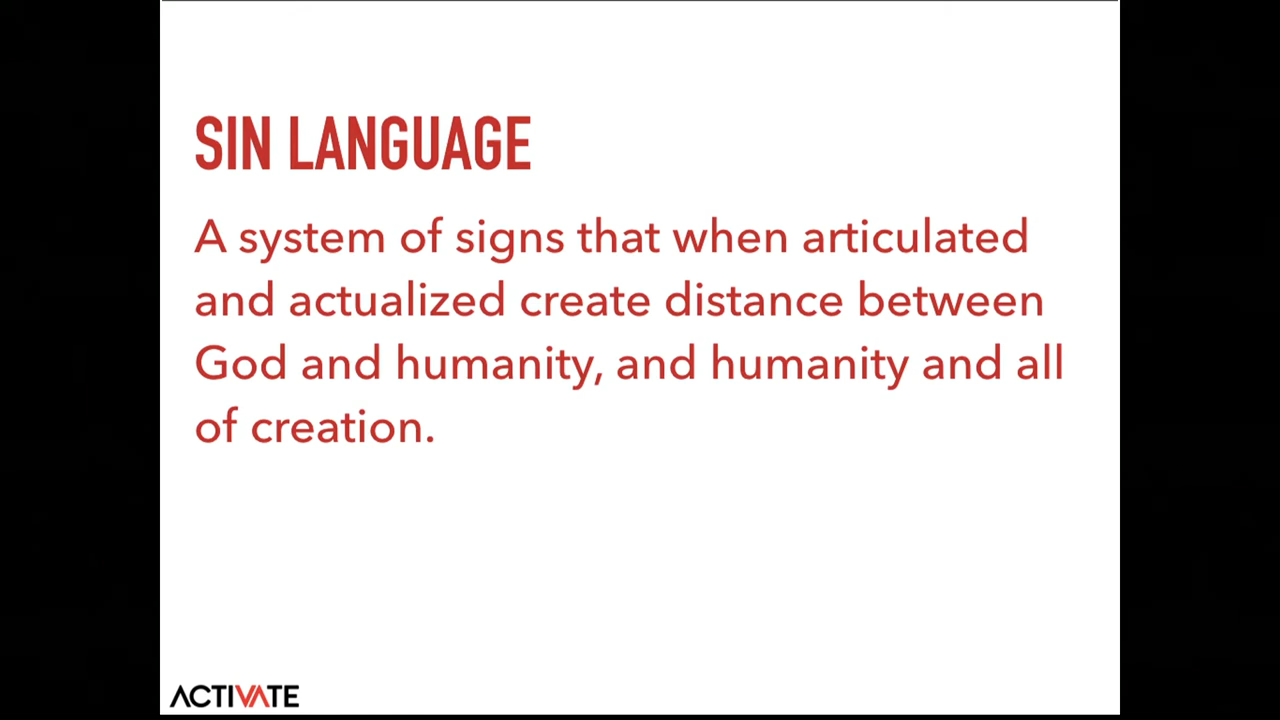 SIN LANGUAGE
A system of signs that when articulated
and actualized create distance between
God and humanity, and humanity and all
of creation.
ACTIVATE